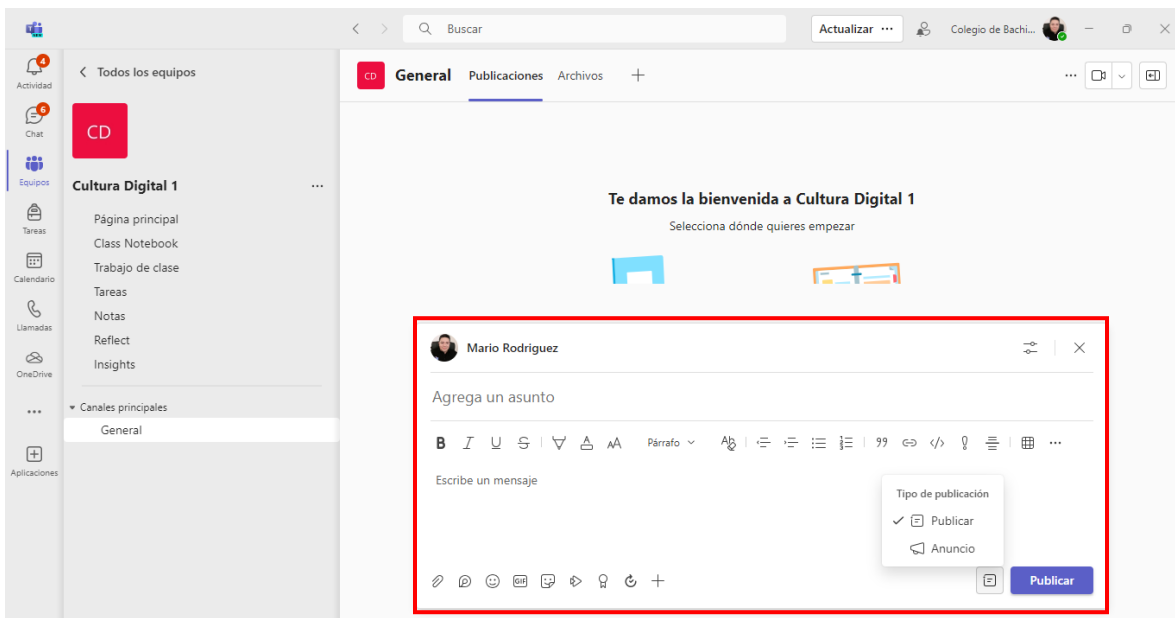 Buscar
Actualizar ···
Colegio de Bachi...
4
Actividad
6
Chat
Equipos
Tareas
Calendario
Llamadas
OneDrive
Aplicaciones
Todos los equipos
CD
Cultura Digital 1
Página principal
Class Notebook
Trabajo de clase
Tareas
Notas
Reflect
Insights
Canales principales
General
CD General Publicaciones Archivos
Te damos la bienvenida a Cultura Digital 1
Selecciona dónde quieres empezar
Mario Rodriguez
Agrega un asunto
B I U S A AA Párrafo Ab
Escribe un mensaje
Tipo de publicación
Publicar
Anuncio
GIF
Publicar